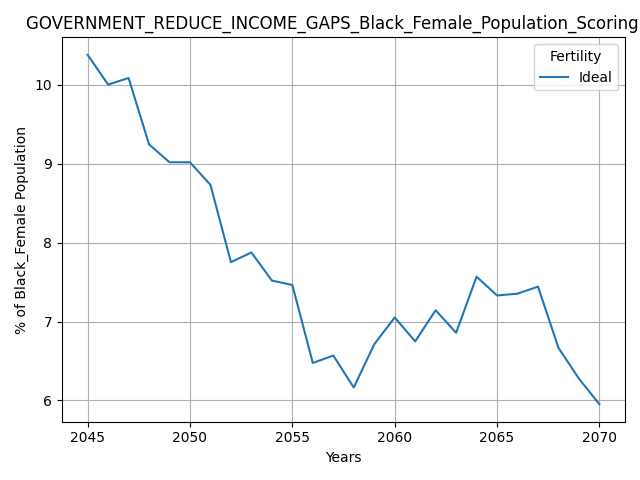 GOVERNMENT_REDUCE_INCOME_GAPS_Black_Female_Population_Scoring
Fertility
Ideal
% of Black_Female Population
10
9
8
7
6
2045 2050 2055 2060 2065 2070
Years